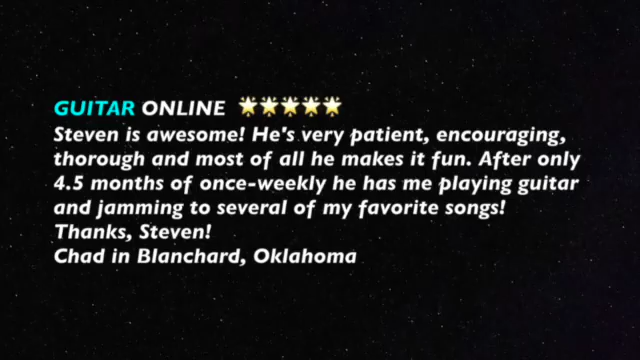 GUITAR ONLINE 🌟🌟🌟🌟🌟
Steven is awesome! He's very patient, encouraging,
thorough and most of all he makes it fun. After only
4.5 months of once-weekly he has me playing guitar
and jamming to several of my favorite songs!
Thanks, Steven!
Chad in Blanchard, Oklahoma